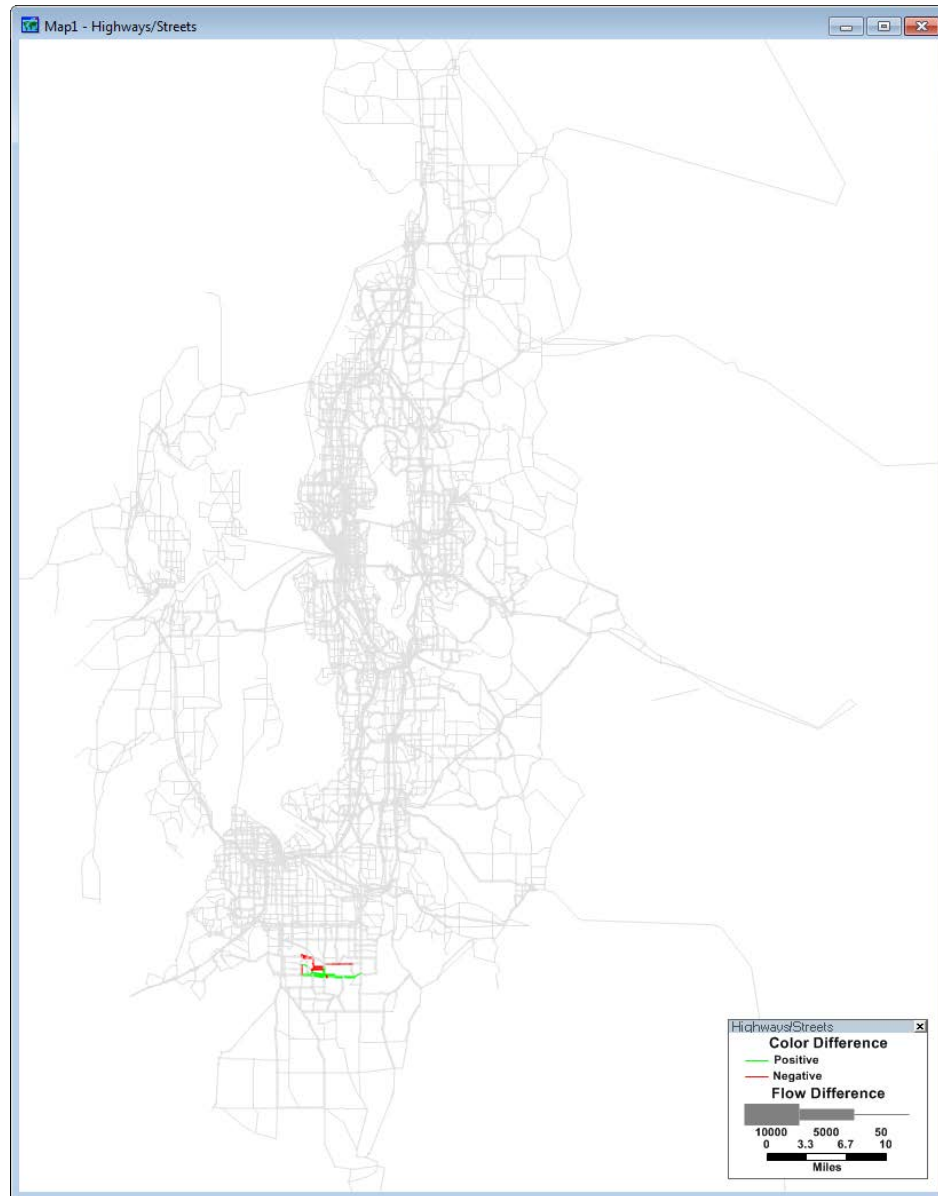 Map1 - Highways/Streets
Highways/Streets
Color Difference
Positive
Negative
Flow Difference
10000 5000 50
0 3.3 6.7 10
Miles